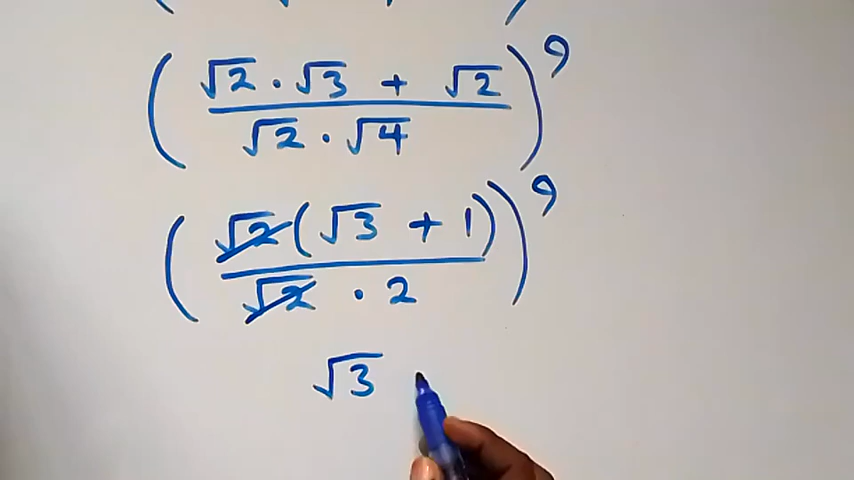 ( (√2 · √3 + √2) / (√2 · √4) )^9
( (√2(√3 + 1)) / (√2 · 2) )^9
√3